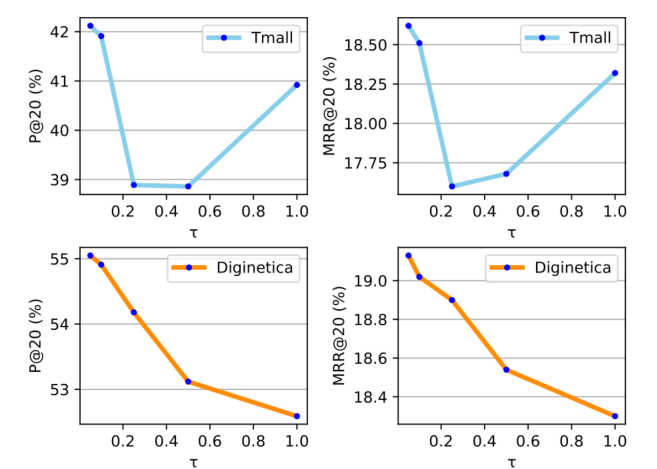 Tmall
P@20 (%)
42
41
40
39
0.2 0.4 0.6 0.8 1.0
τ
Tmall
MRR@20 (%)
18.50
18.25
18.00
17.75
0.2 0.4 0.6 0.8 1.0
τ
Diginetica
P@20 (%)
55
54
53
0.2 0.4 0.6 0.8 1.0
τ
Diginetica
MRR@20 (%)
19.0
18.8
18.6
18.4
0.2 0.4 0.6 0.8 1.0
τ